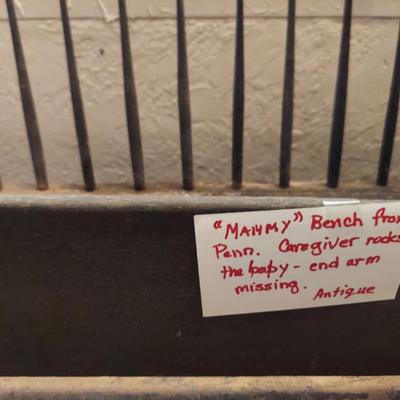 "MAMMY" Bench from
Penn. Caregiver rocks
the baby - end arm
missing.
Antique